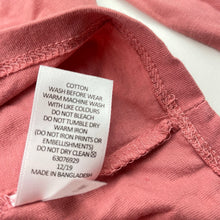 COTTON
WASH BEFORE WEAR
WARM MACHINE WASH
WITH LIKE COLOURS
DO NOT BLEACH
DO NOT TUMBLE DRY
WARM IRON
(DO NOT IRON PRINTS OR
EMBELLISHMENTS)
DO NOT DRY CLEAN
63076929
12/19
MADE IN BANGLADESH